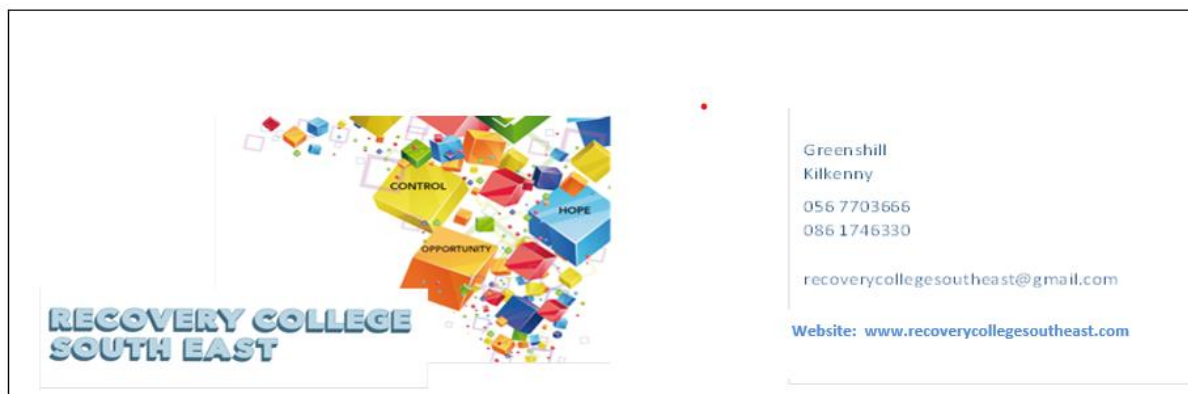 CONTROL
HOPE
OPPORTUNITY
RECOVERY COLLEGE
SOUTH EAST
Greenshill
Kilkenny
056 7703666
086 1746330
recoverycollegesoutheast@gmail.com
Website: www.recoverycollegesoutheast.com